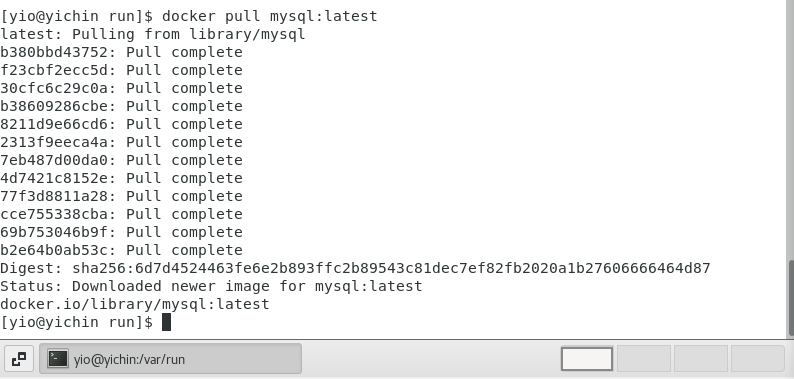 [yio@yichin run]$ docker pull mysql:latest
latest: Pulling from library/mysql
b380bbd43752: Pull complete
f23cbf2ecc5d: Pull complete
30cfc6c29c0a: Pull complete
b38609286cbe: Pull complete
8211d9e66cd6: Pull complete
2313f9eeca4a: Pull complete
7eb487d00da0: Pull complete
4d7421c8152e: Pull complete
77f3d8811a28: Pull complete
cce755338cba: Pull complete
69b753046b9f: Pull complete
b2e64b0ab53c: Pull complete
Digest: sha256:6d7d4524463fe6e2b893ffc2b89543c81dec7ef82fb2020a1b27606666464d87
Status: Downloaded newer image for mysql:latest
docker.io/library/mysql:latest
[yio@yichin run]$
yio@yichin:/var/run